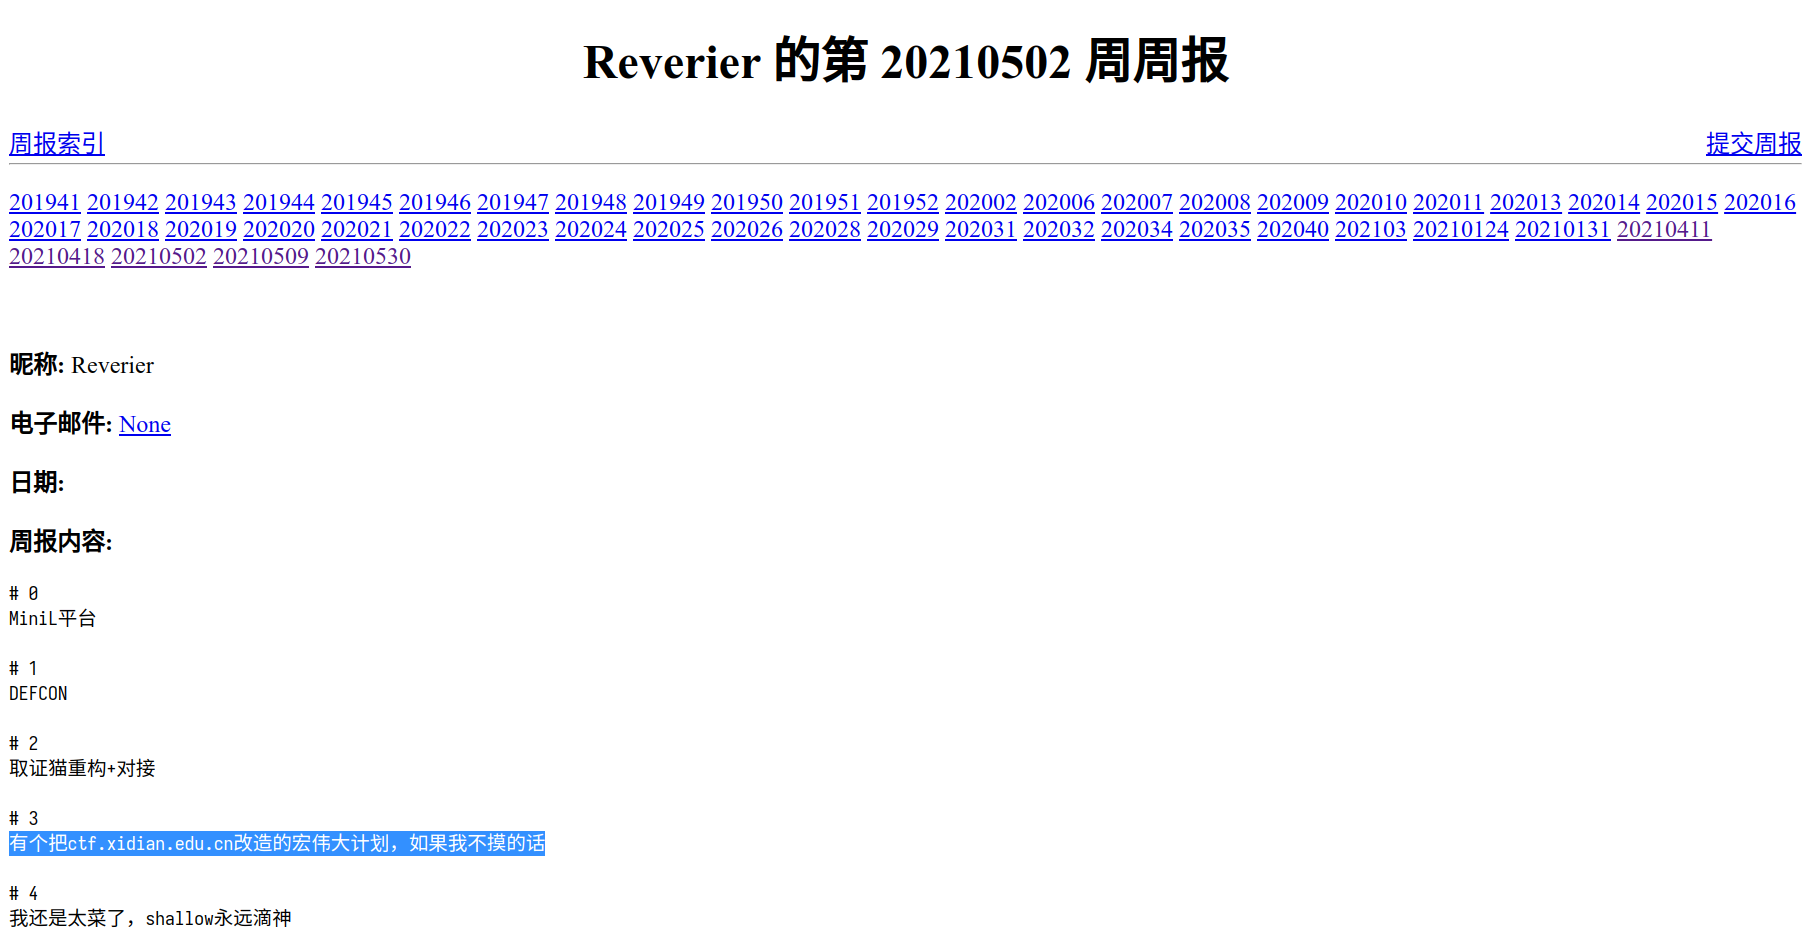 Reverier 的第 20210502 周周报
周报索引 提交周报
201941 201942 201943 201944 201945 201946 201947 201948 201949 201950 201951 201952 202002 202006 202007 202008 202009 202010 202011 202013 202014 202015 202016
202017 202018 202019 202020 202021 202022 202023 202024 202025 202026 202028 202029 202031 202032 202034 202035 202040 202103 20210124 20210131 20210411
20210418 20210502 20210509 20210530
昵称: Reverier
电子邮件: None
日期:
周报内容:
# 0
MiniL平台
# 1
DEFCON
# 2
取证猫重构+对接
# 3
有个把ctf.xidian.edu.cn改造的宏伟大计划，如果我不摸的话
# 4
我还是太菜了，shallow永远滴神